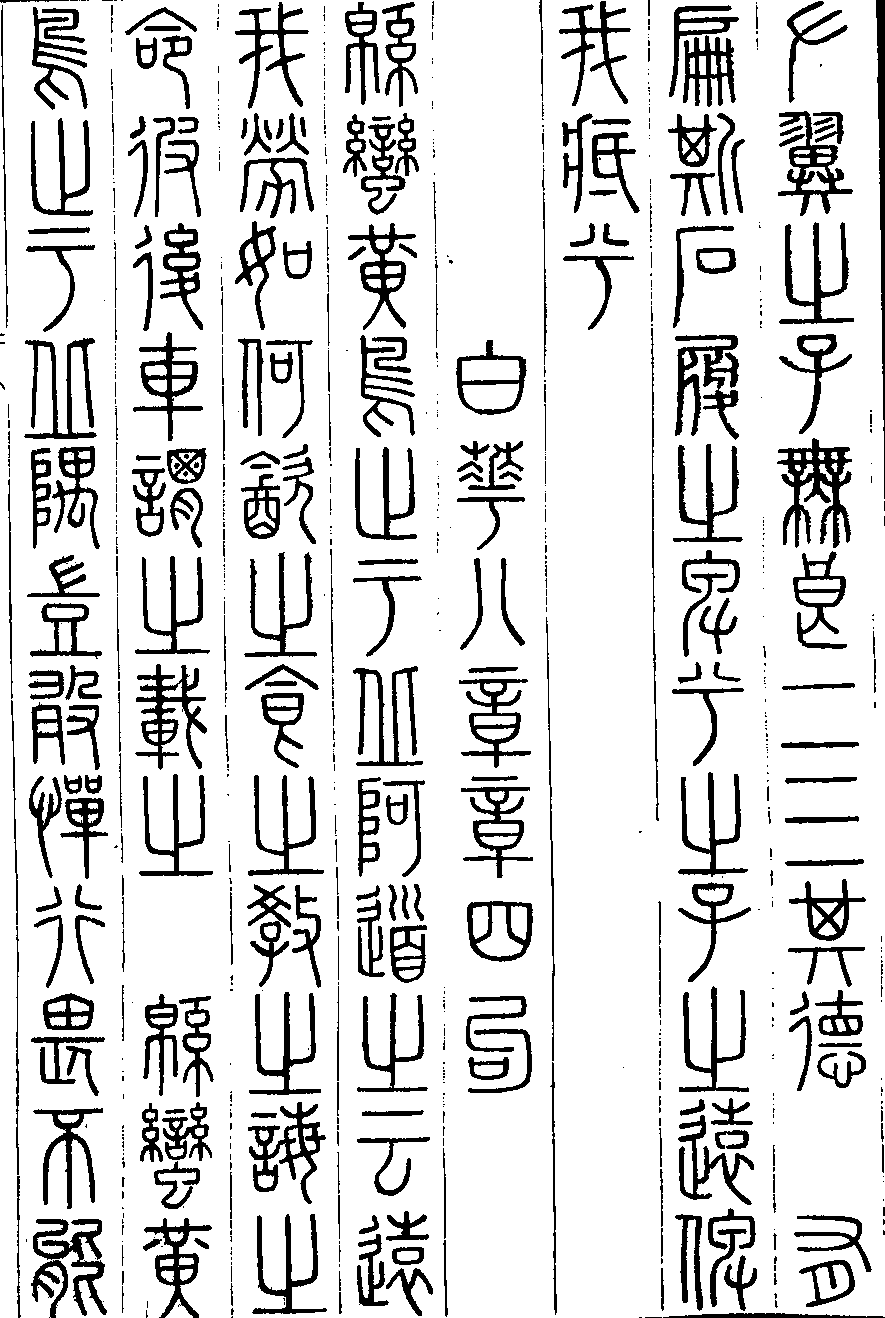 左翼之子無良二三其德　有
扁斯石履之卑兮之子之遠俾
我疧兮
白華八章章四句
緜蠻黃鳥止于丘阿道之云遠
我勞如何飲之食之教之誨之
命彼後車謂之載之　緜蠻黃
鳥止于丘隅豈敢憚行畏不能